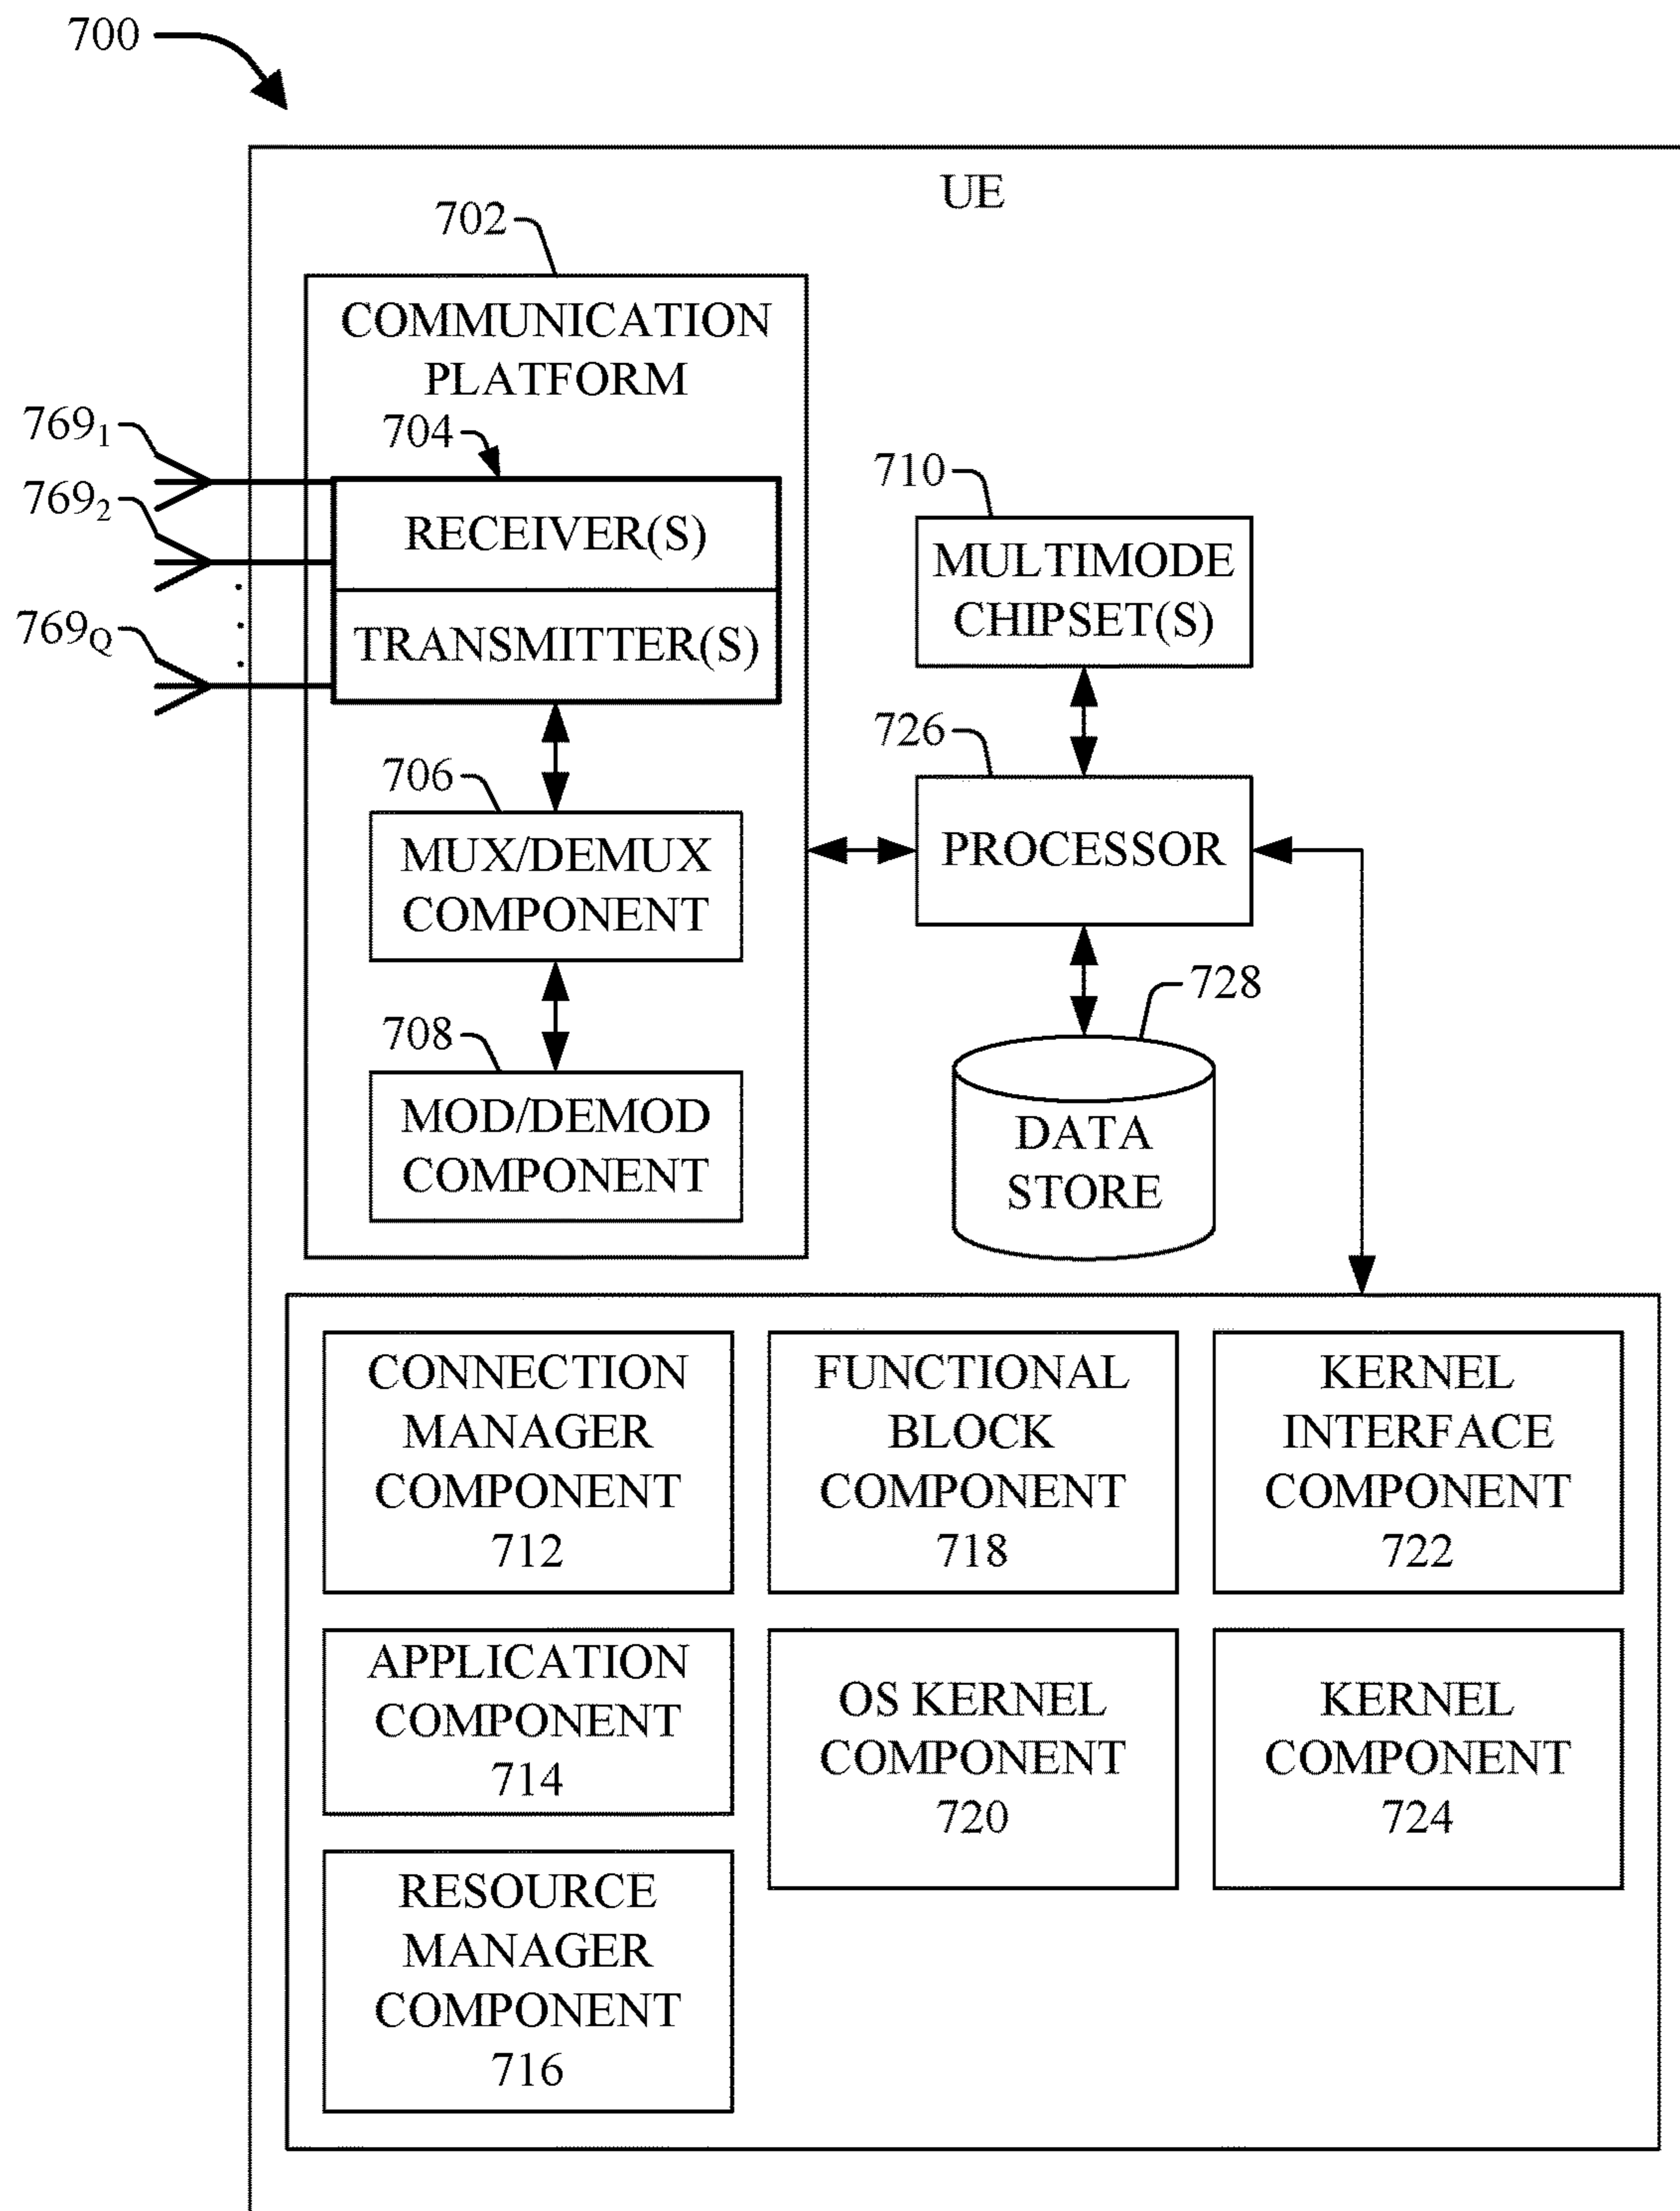 700
UE
702
COMMUNICATION
PLATFORM
769₁
704
769₂
RECEIVER(S)
769Q
TRANSMITTER(S)
710
MULTIMODE
CHIPSET(S)
706
MUX/DEMUX
COMPONENT
726
PROCESSOR
708
MOD/DEMOD
COMPONENT
728
DATA
STORE
CONNECTION
MANAGER
COMPONENT
712
FUNCTIONAL
BLOCK
COMPONENT
718
KERNEL
INTERFACE
COMPONENT
722
APPLICATION
COMPONENT
714
OS KERNEL
COMPONENT
720
KERNEL
COMPONENT
724
RESOURCE
MANAGER
COMPONENT
716